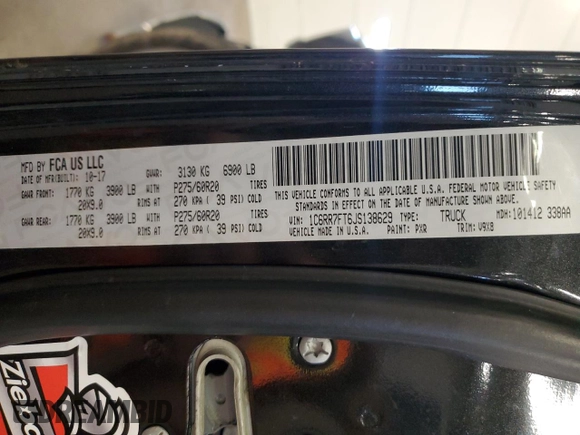 MFD BY FCA US LLC
DATE OF MFR(BUILT): 10-17 GVWR: 3130 KG 6900 LB
GAWR FRONT: 1770 KG 3900 LB WITH P275/60R20 TIRES
20X9.0 RIMS AT 270 KPA ( 39 PSI) COLD
GAWR REAR: 1770 KG 3900 LB WITH P275/60R20 TIRES
20X9.0 RIMS AT 270 KPA ( 39 PSI) COLD
THIS VEHICLE CONFORMS TO ALL APPLICABLE U.S.A. FEDERAL MOTOR VEHICLE SAFETY
STANDARDS IN EFFECT ON THE DATE OF MANUFACTURE SHOWN ABOVE.
VIN: 1C6RR7FT6JS138629 TYPE: TRUCK MDH: 101412 338AA
VEHICLE MADE IN U.S.A. PAINT: PXR TRIM: V9X8
DREAMBID